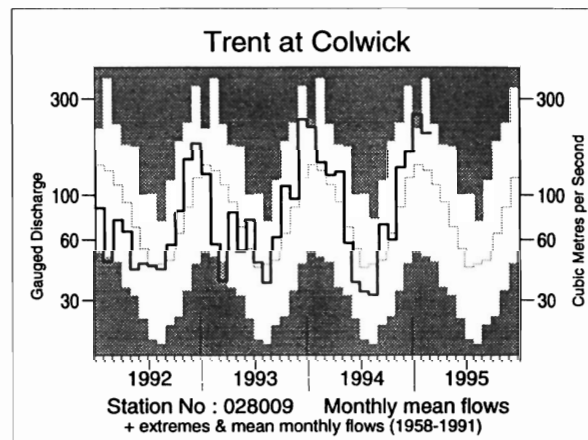 Trent at Colwick
300
100
60
30
Gauged Discharge
300
100
60
30
Cubic Metres per Second
1992 1993 1994 1995
Station No : 028009 Monthly mean flows
+ extremes & mean monthly flows (1958-1991)